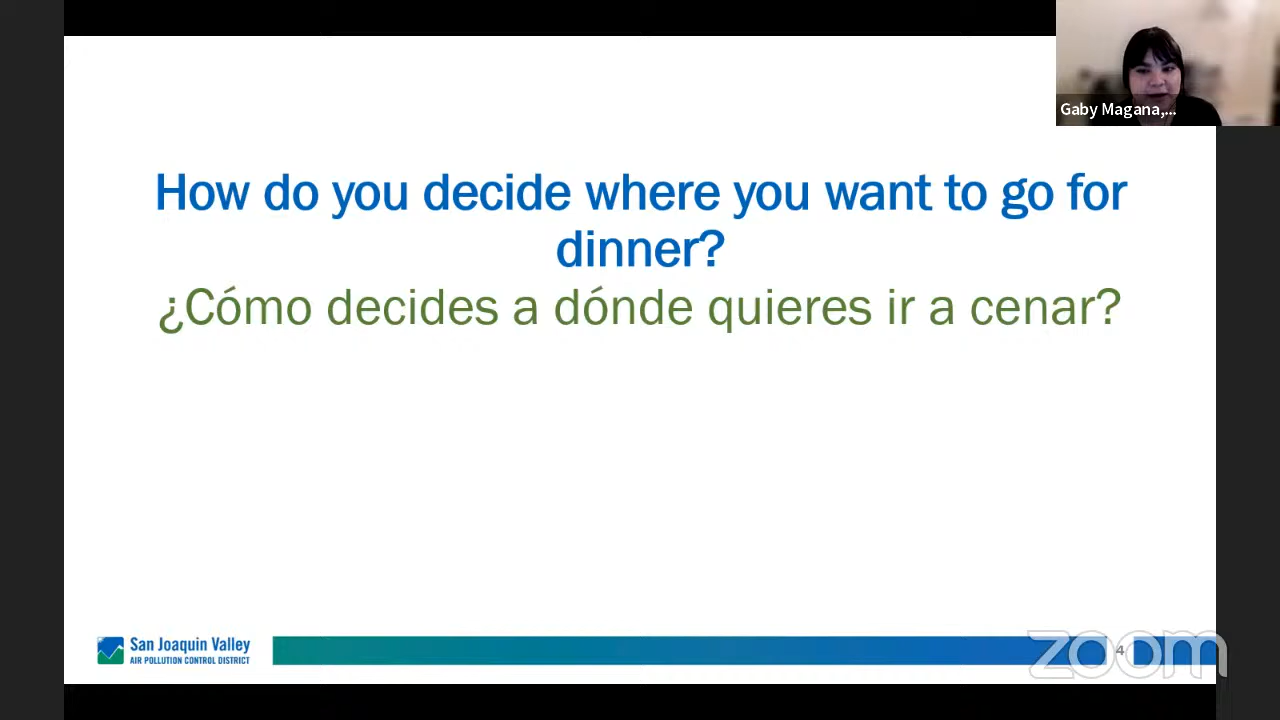 Gaby Magana,...
How do you decide where you want to go for
dinner?
¿Cómo decides a dónde quieres ir a cenar?
San Joaquin Valley
AIR POLLUTION CONTROL DISTRICT
4
zoom